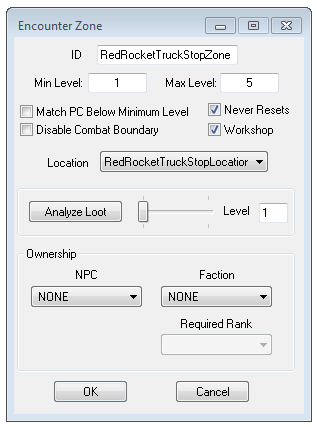 Encounter Zone
ID RedRocketTruckStopZone
Min Level: 1 Max Level: 5
Match PC Below Minimum Level Never Resets
Disable Combat Boundary Workshop
Location RedRocketTruckStopLocation
Analyze Loot Level 1
Ownership
NPC Faction
NONE NONE
Required Rank
OK Cancel